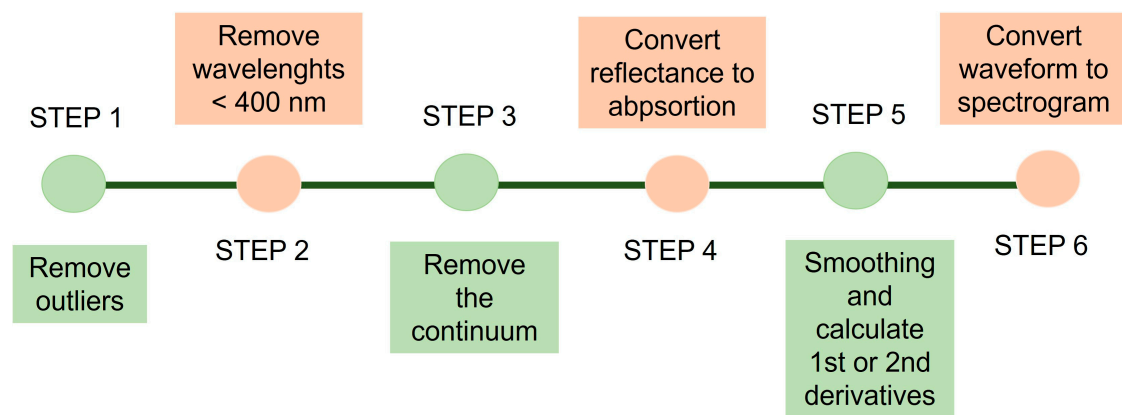 STEP 1
Remove
outliers
Remove
wavelenghts
< 400 nm
STEP 2
STEP 3
Remove
the
continuum
Convert
reflectance to
abpsortion
STEP 4
STEP 5
Smoothing
and
calculate
1st or 2nd
derivatives
Convert
waveform to
spectrogram
STEP 6